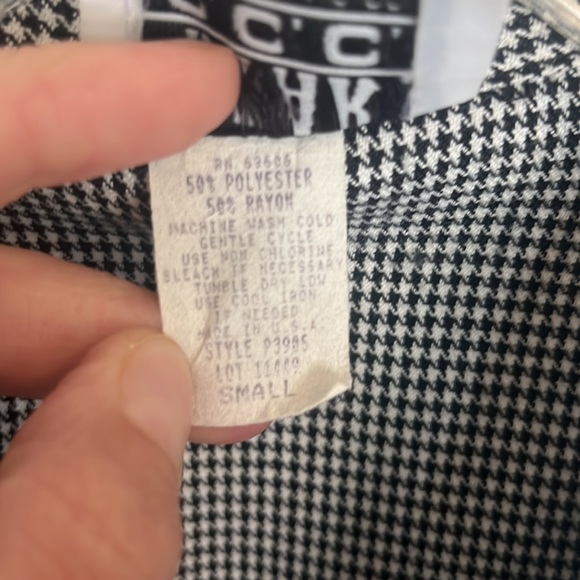 C.C.
RN 69606
50% POLYESTER
50% RAYON
MACHINE WASH COLD
GENTLE CYCLE
USE NON CHLORINE
BLEACH IF NECESSARY
TUMBLE DRY LOW
USE COOL IRON
IF NEEDED
MADE IN U.S.A
STYLE P3995
LOT
SMALL